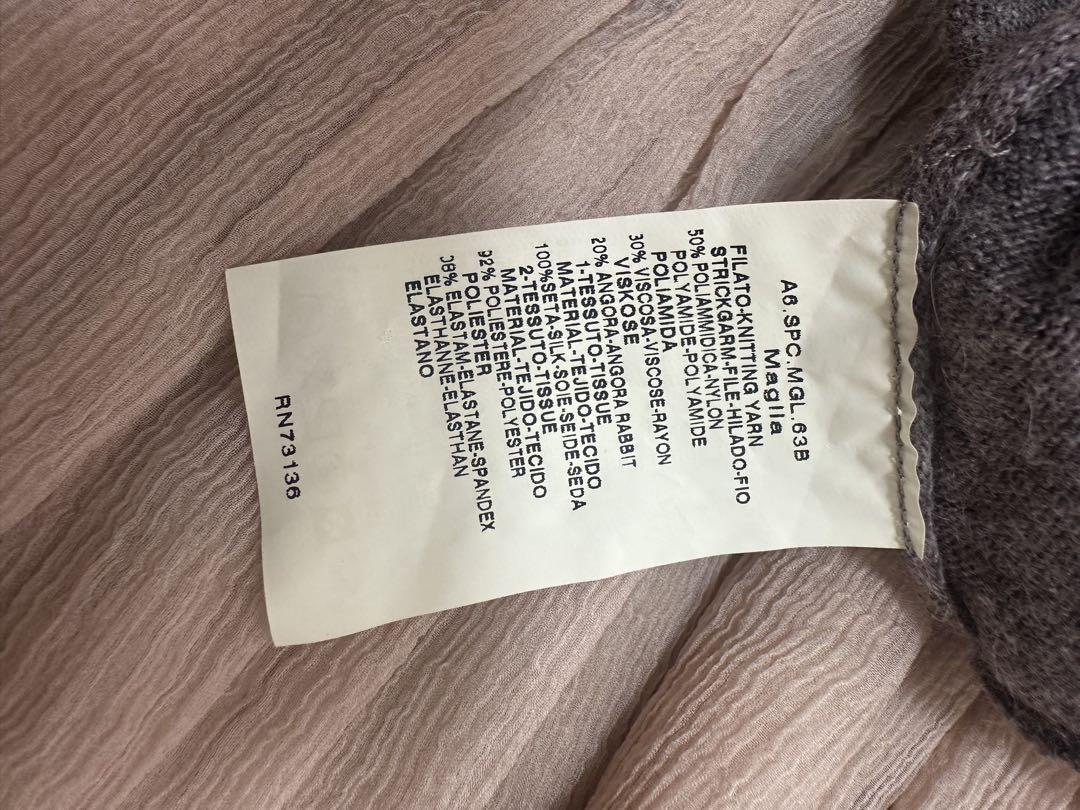 A6.SPC.MGL.63B
Maglia
FILATO-KNITTING YARN
STRICKGARM-FILE-HILADO-FIO
50% POLIAMMIDICA-NYLON
POLYAMIDE-POLYAMIDE
POLIAMIDA
30% VISCOSA-VISCOSE-RAYON
VISKOSE
20% ANGORA-ANGORA RABBIT
1-TESSUTO-TISSUE
MATERIAL-TEJIDO-TECIDO
100%SETA-SILK-SOIE-SEIDE-SEDA
2-TESSUTO-TISSUE
MATERIAL-TEJIDO-TECIDO
92% POLIESTERE-POLYESTER
POLIESTER
08% ELASTAM-ELASTANE-SPANDEX
ELASTHANNE-ELASTHAN
ELASTANO
RN73136